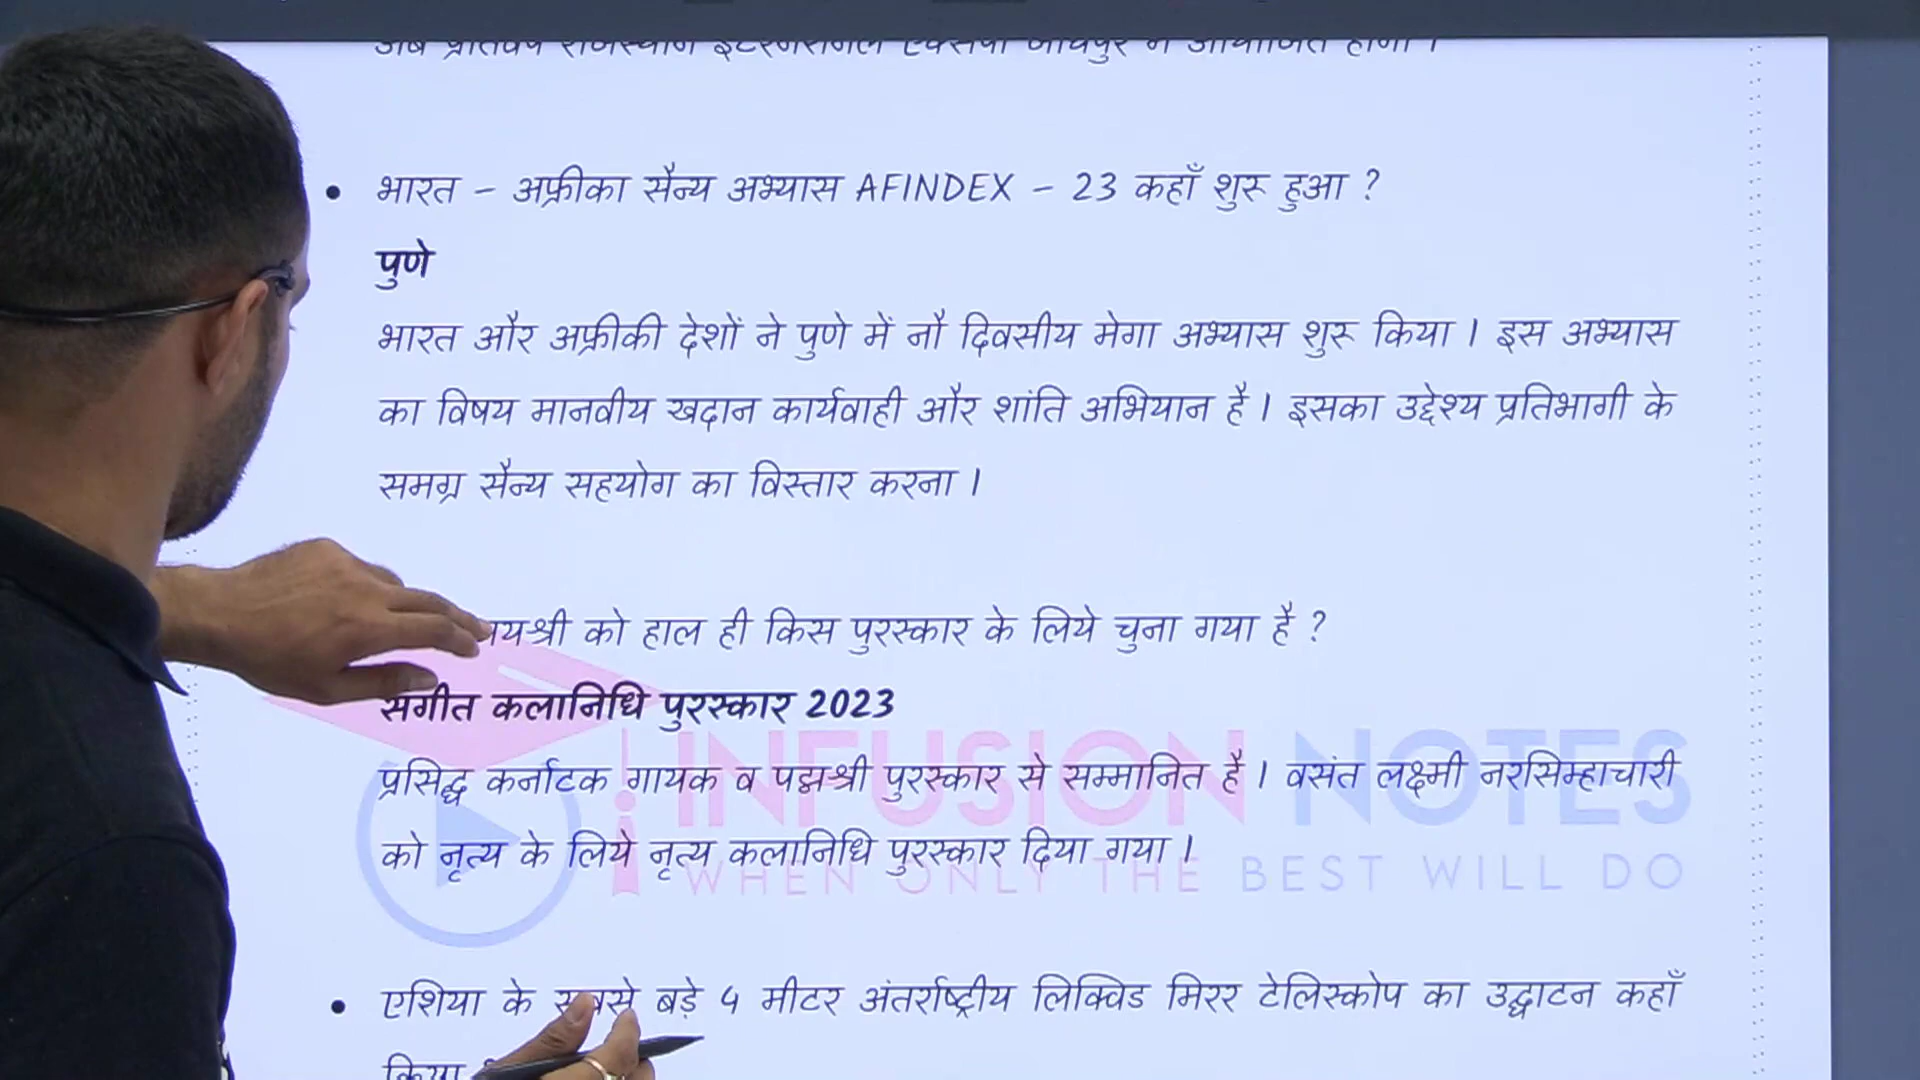 भारत – अफ्रीका सैन्य अभ्यास AFINDEX – 23 कहाँ शुरू हुआ ?
पुणे
भारत और अफ्रीकी देशों ने पुणे में नौ दिवसीय मेगा अभ्यास शुरू किया । इस अभ्यास
का विषय मानवीय खदान कार्यवाही और शांति अभियान है । इसका उद्देश्य प्रतिभागी के
समग्र सैन्य सहयोग का विस्तार करना ।
को हाल ही किस पुरस्कार के लिये चुना गया है ?
संगीत कलानिधि पुरस्कार 2023
प्रसिद्ध कर्नाटक गायक व पद्मश्री पुरस्कार से सम्मानित है । वसंत लक्ष्मी नरसिम्हाचारी
को नृत्य के लिये नृत्य कलानिधि पुरस्कार दिया गया ।
INFUSION NOTES
WHEN ONLY THE BEST WILL DO
एशिया के सबसे बड़े 4 मीटर अंतर्राष्ट्रीय लिक्विड मिरर टेलिस्कोप का उद्घाटन कहाँ
किया